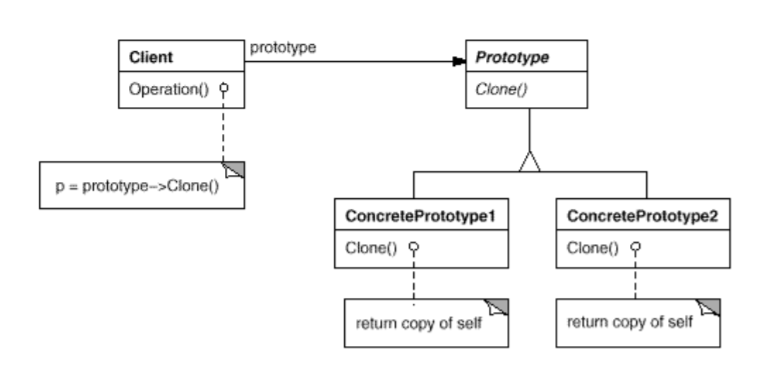 prototype
Client
Prototype
Operation()
Clone()
p = prototype–>Clone()
ConcretePrototype1
ConcretePrototype2
Clone()
Clone()
return copy of self
return copy of self